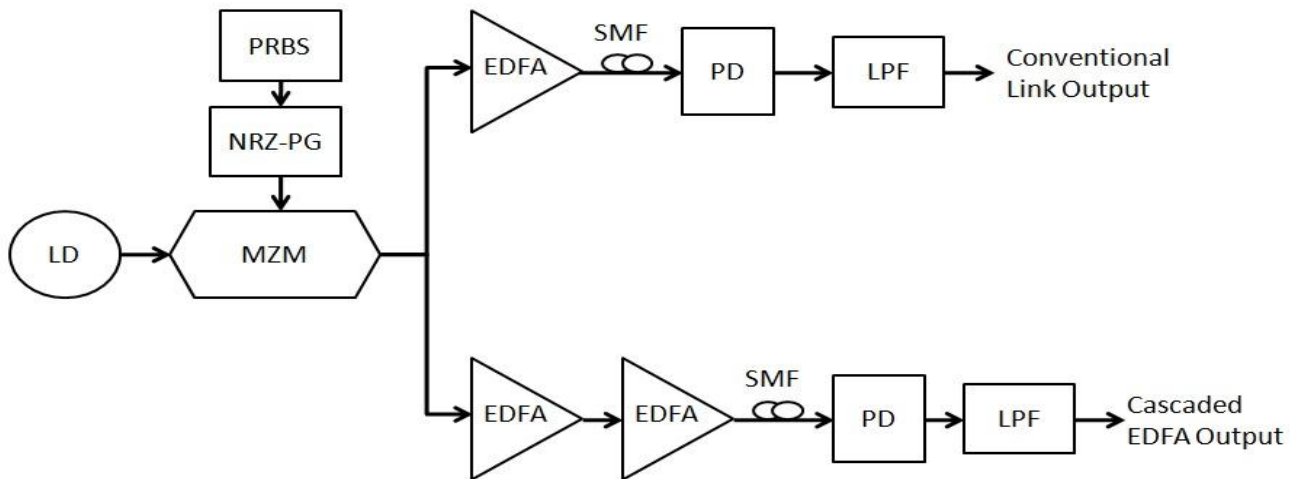 PRBS
NRZ-PG
LD
MZM
EDFA
SMF
PD
LPF
Conventional
Link Output
EDFA
EDFA
SMF
PD
LPF
Cascaded
EDFA Output